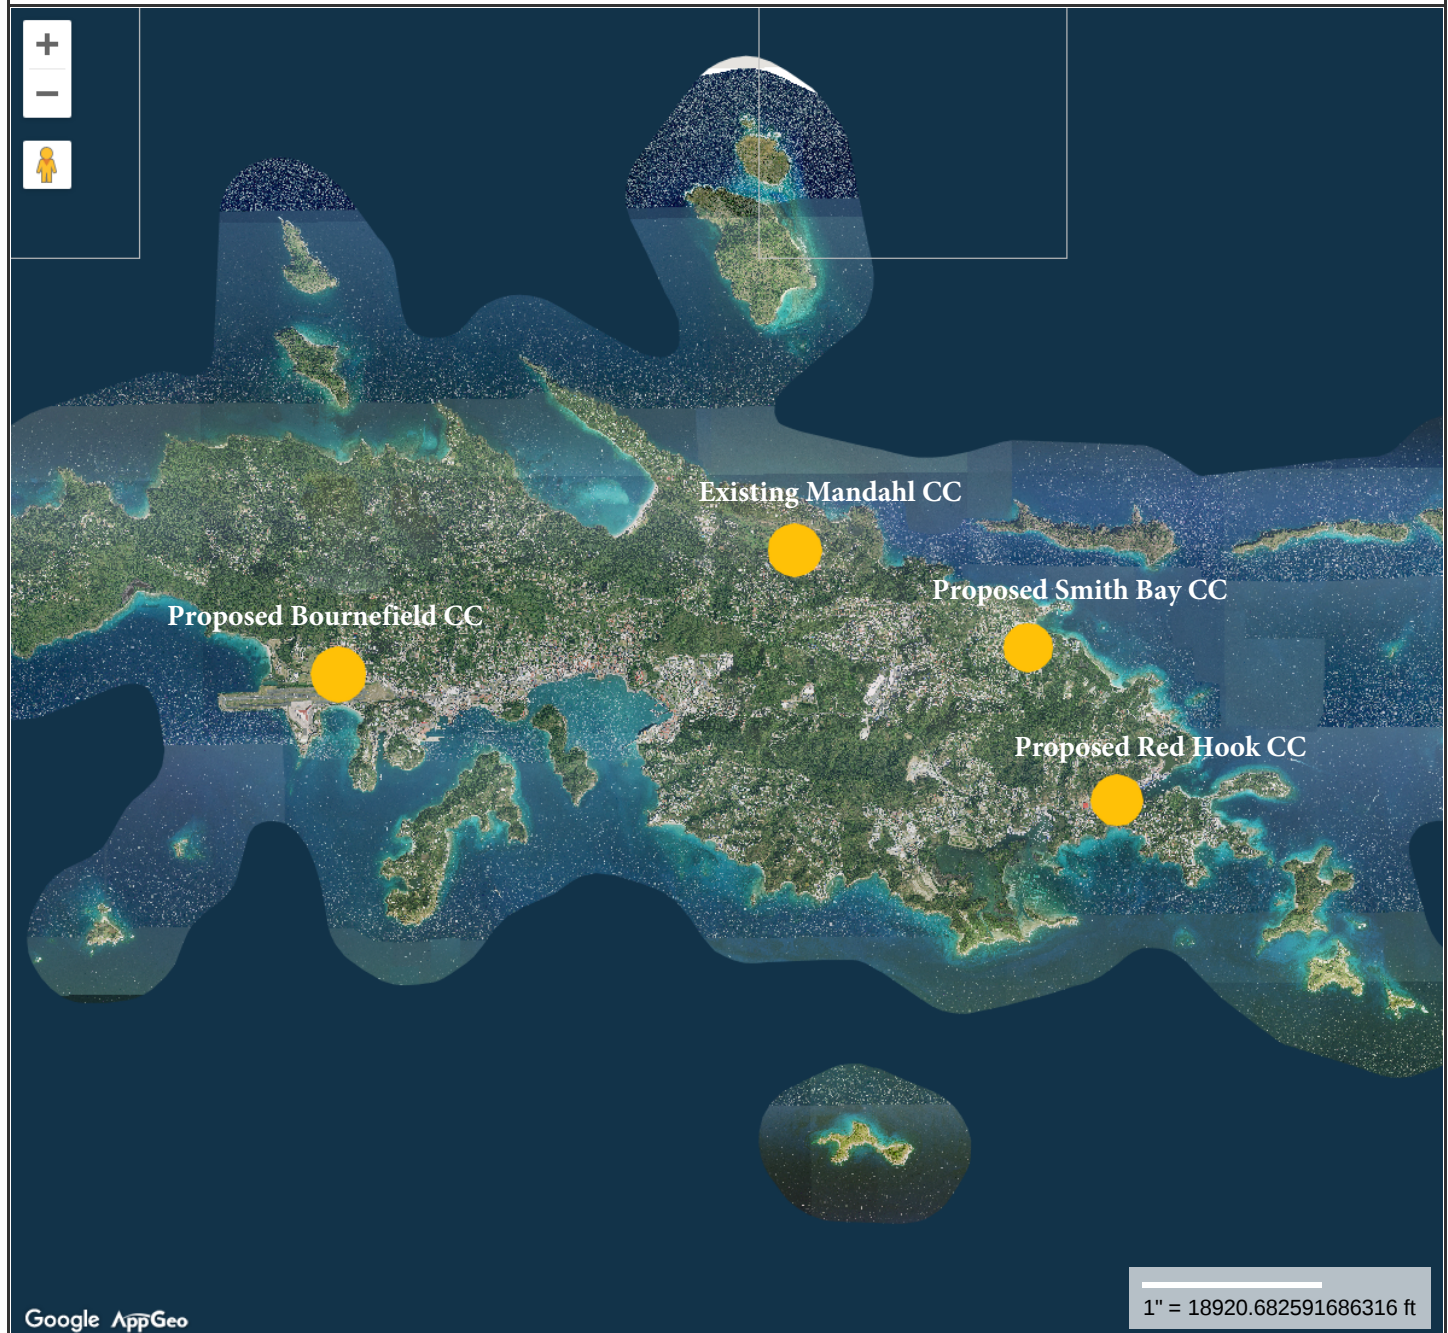 +
−
Existing Mandahl CC
Proposed Smith Bay CC
Proposed Bournefield CC
Proposed Red Hook CC
1" = 18920.682591686316 ft
Google AppGeo